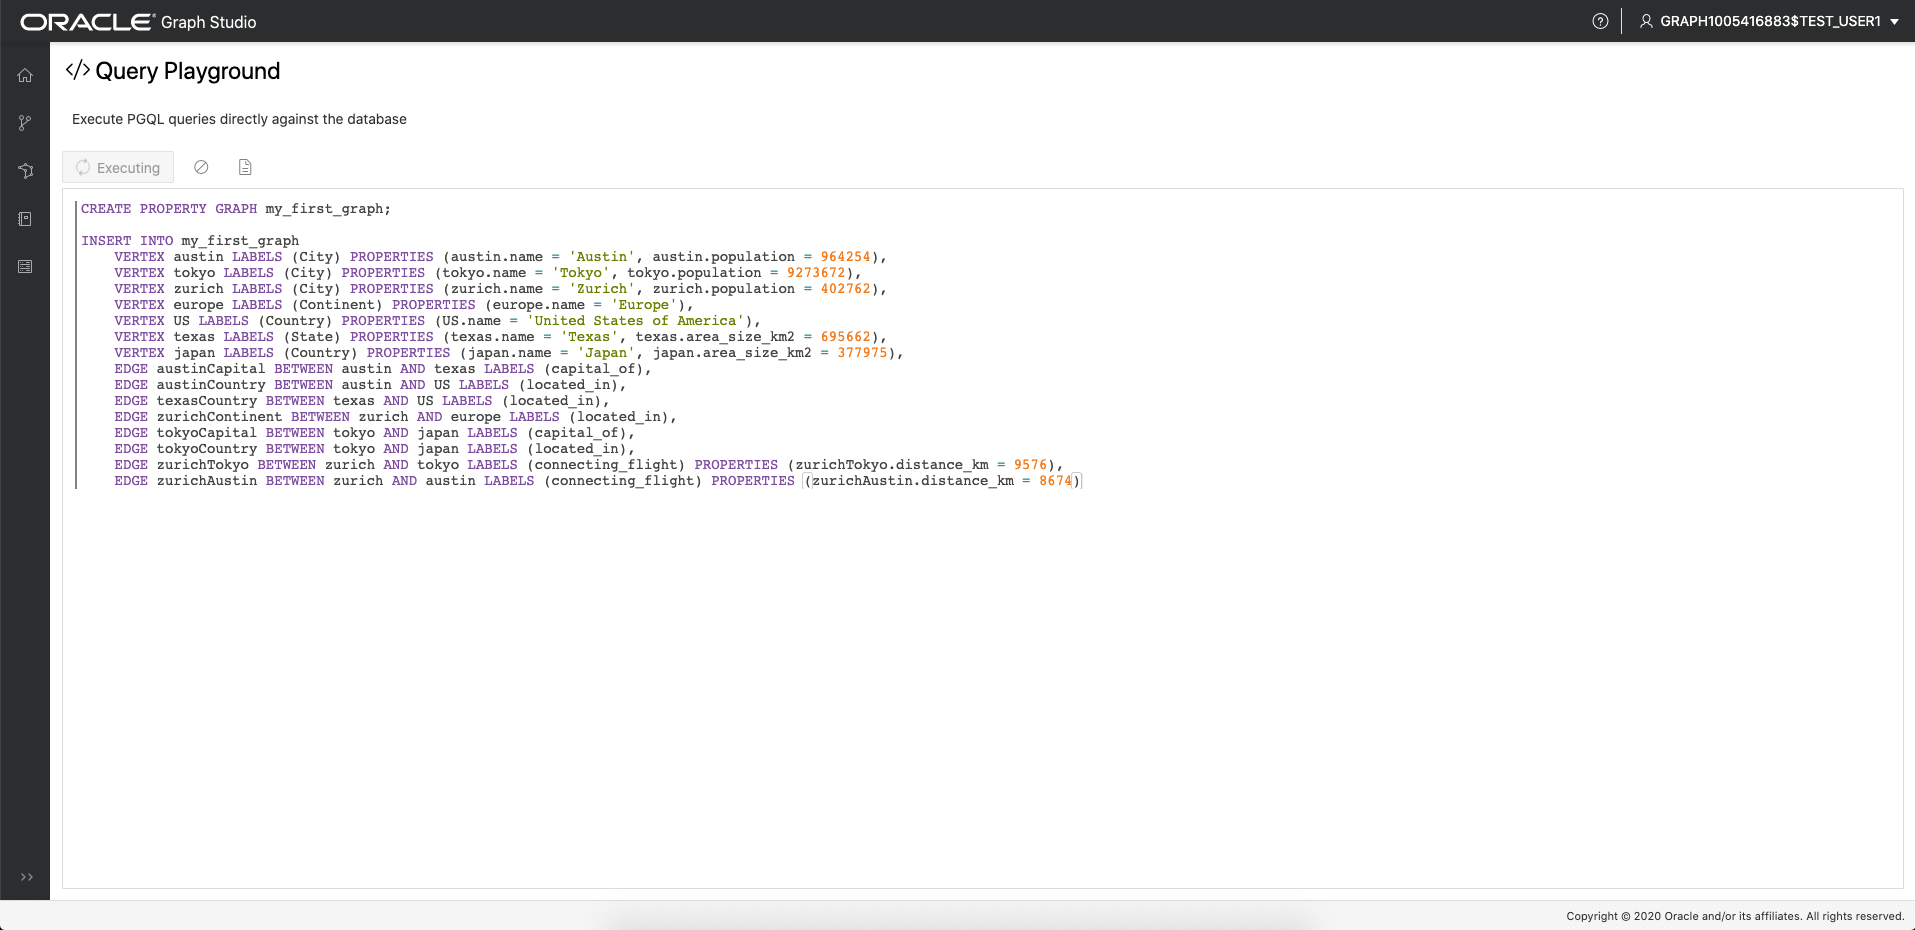 ORACLE® Graph Studio
GRAPH1005416883$TEST_USER1
</> Query Playground
Execute PGQL queries directly against the database
Executing
CREATE PROPERTY GRAPH my_first_graph;
INSERT INTO my_first_graph
VERTEX austin LABELS (City) PROPERTIES (austin.name = 'Austin', austin.population = 964254),
VERTEX tokyo LABELS (City) PROPERTIES (tokyo.name = 'Tokyo', tokyo.population = 9273672),
VERTEX zurich LABELS (City) PROPERTIES (zurich.name = 'Zurich', zurich.population = 402762),
VERTEX europe LABELS (Continent) PROPERTIES (europe.name = 'Europe'),
VERTEX US LABELS (Country) PROPERTIES (US.name = 'United States of America'),
VERTEX texas LABELS (State) PROPERTIES (texas.name = 'Texas', texas.area_size_km2 = 695662),
VERTEX japan LABELS (Country) PROPERTIES (japan.name = 'Japan', japan.area_size_km2 = 377975),
EDGE austinCapital BETWEEN austin AND texas LABELS (capital_of),
EDGE austinCountry BETWEEN austin AND US LABELS (located_in),
EDGE texasCountry BETWEEN texas AND US LABELS (located_in),
EDGE zurichContinent BETWEEN zurich AND europe LABELS (located_in),
EDGE tokyoCapital BETWEEN tokyo AND japan LABELS (capital_of),
EDGE tokyoCountry BETWEEN tokyo AND japan LABELS (located_in),
EDGE zurichTokyo BETWEEN zurich AND tokyo LABELS (connecting_flight) PROPERTIES (zurichTokyo.distance_km = 9576),
EDGE zurichAustin BETWEEN zurich AND austin LABELS (connecting_flight) PROPERTIES (zurichAustin.distance_km = 8674)
Copyright © 2020 Oracle and/or its affiliates. All rights reserved.